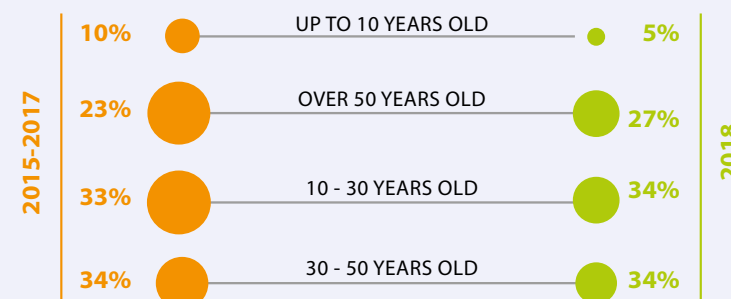 2015-2017
10% UP TO 10 YEARS OLD 5%
23% OVER 50 YEARS OLD 27%
33% 10 - 30 YEARS OLD 34%
34% 30 - 50 YEARS OLD 34%
2018